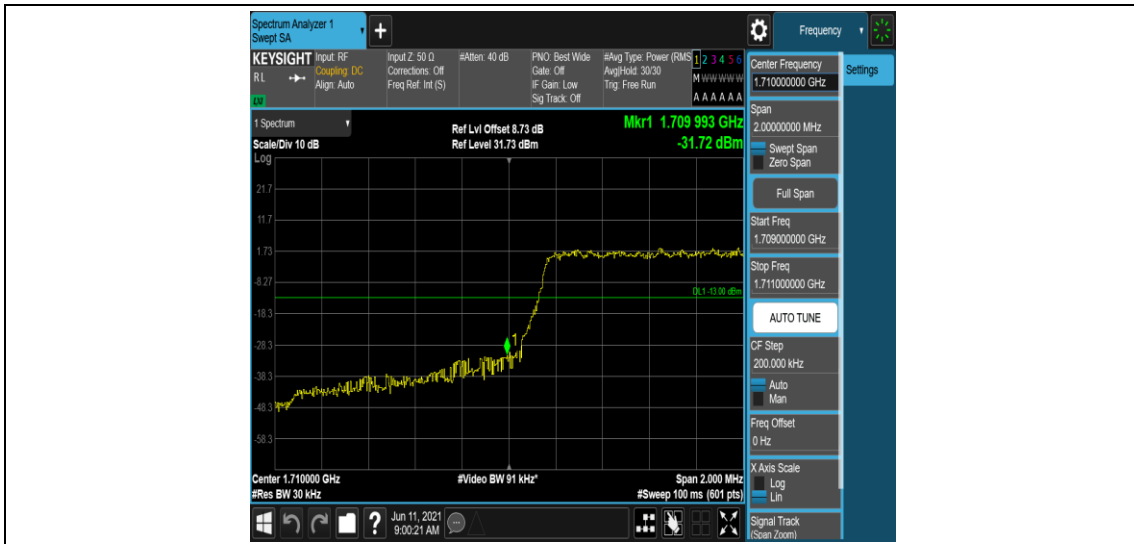 Spectrum Analyzer 1
Swept SA
+
Frequency
KEYSIGHT
RL
LXI
Input: RF
Coupling: DC
Align: Auto
Input Z: 50 Ω
Corrections: Off
Freq Ref: Int (S)
#Atten: 40 dB
PNO: Best Wide
Gate: Off
IF Gain: Low
Sig Track: Off
#Avg Type: Power (RMS
Avg|Hold: 30/30
Trig: Free Run
1 2 3 4 5 6
M W W W W W
A A A A A A
1 Spectrum
Scale/Div 10 dB
Log
Ref Lvl Offset 8.73 dB
Ref Level 31.73 dBm
Mkr1 1.709 993 GHz
-31.72 dBm
21.7
11.7
1.73
-8.27
-18.3
-28.3
-38.3
-48.3
-58.3
DL1 -13.00 dBm
1
Center 1.710000 GHz
#Res BW 30 kHz
#Video BW 91 kHz*
Span 2.000 MHz
#Sweep 100 ms (601 pts)
Center Frequency
1.710000000 GHz
Settings
Span
2.00000000 MHz
Swept Span
Zero Span
Full Span
Start Freq
1.709000000 GHz
Stop Freq
1.711000000 GHz
AUTO TUNE
CF Step
200.000 kHz
Auto
Man
Freq Offset
0 Hz
X Axis Scale
Log
Lin
Signal Track
(Span Zoom)
?
Jun 11, 2021
9:00:21 AM